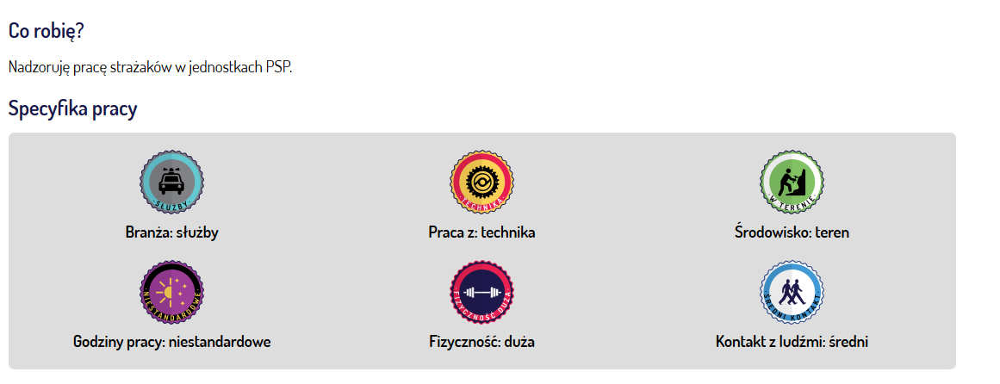 Co robię?
Nadzoruję pracę strażaków w jednostkach PSP.
Specyfika pracy
SŁUŻBY
TECHNIKA
W TERENIE
Branża: służby
Praca z: technika
Środowisko: teren
NIESTANDARDOWE
FIZYCZNOŚĆ DUŻA
ŚREDNI KONTAKT
Godziny pracy: niestandardowe
Fizyczność: duża
Kontakt z ludźmi: średni